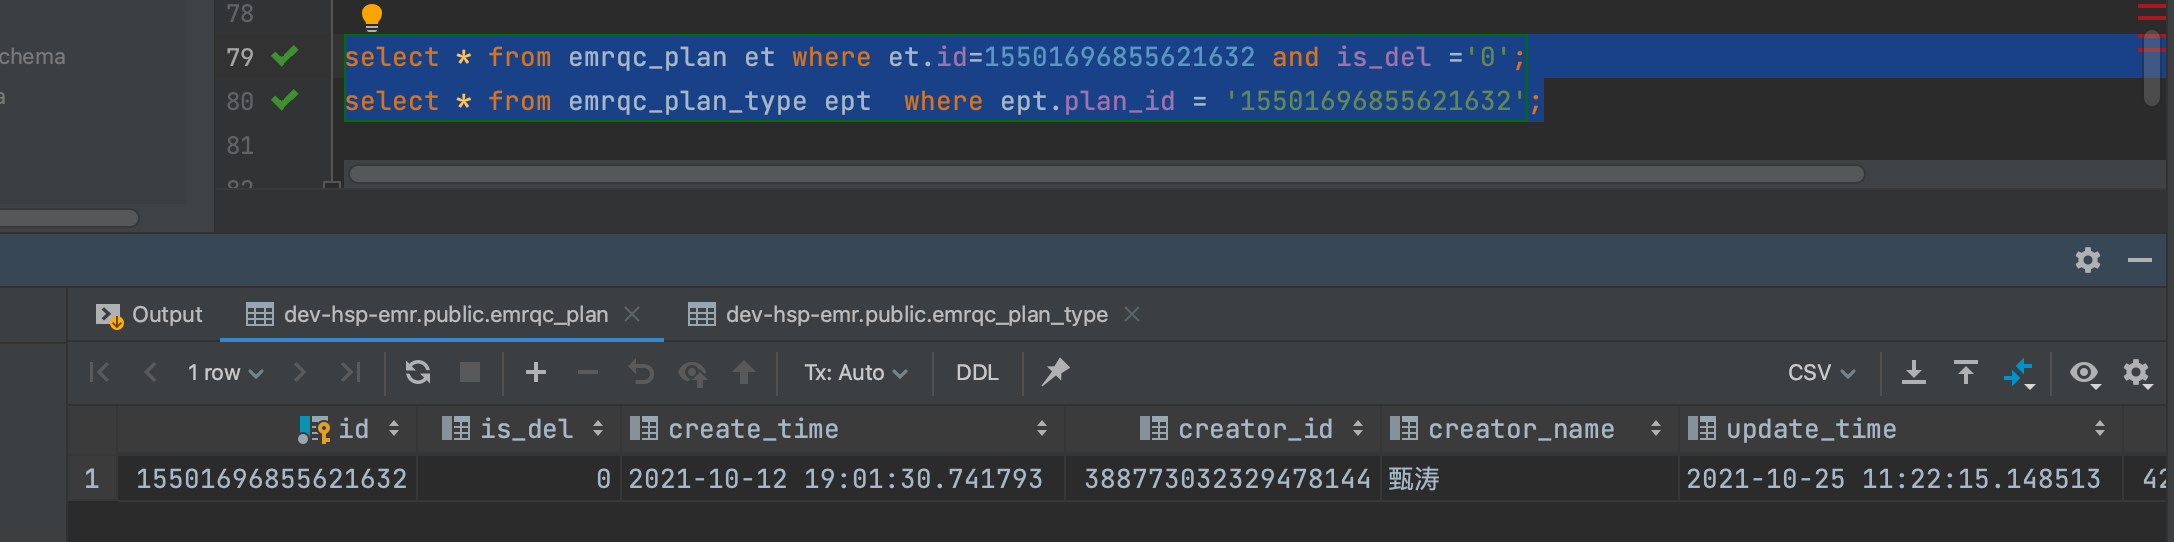 78
chema
79 select * from emrqc_plan et where et.id=15501696855621632 and is_del ='0';
a
80 select * from emrqc_plan_type ept  where ept.plan_id = '15501696855621632';
81
82
Output dev-hsp-emr.public.emrqc_plan dev-hsp-emr.public.emrqc_plan_type
1 row Tx: Auto DDL CSV
id is_del create_time creator_id creator_name update_time
1 15501696855621632 0 2021-10-12 19:01:30.741793 388773032329478144 甄涛 2021-10-25 11:22:15.148513 42